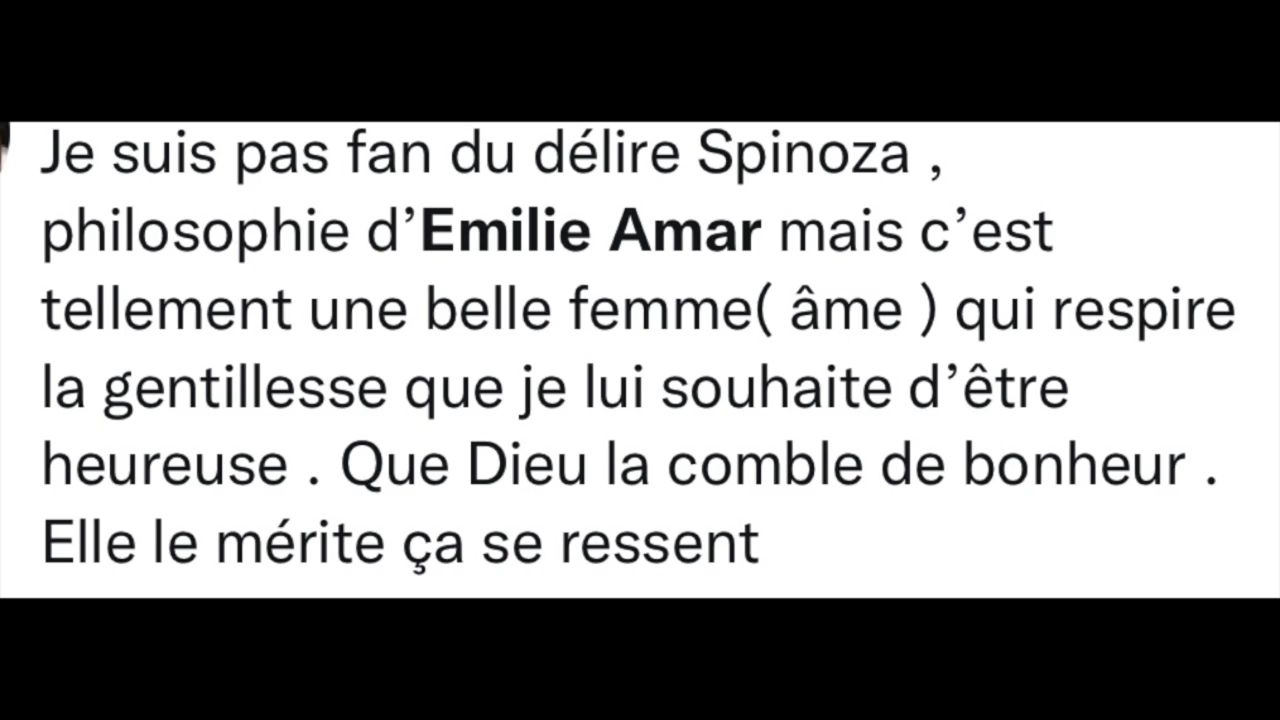 Je suis pas fan du délire Spinoza ,
philosophie d’Emilie Amar mais c’est
tellement une belle femme( âme ) qui respire
la gentillesse que je lui souhaite d’être
heureuse . Que Dieu la comble de bonheur .
Elle le mérite ça se ressent